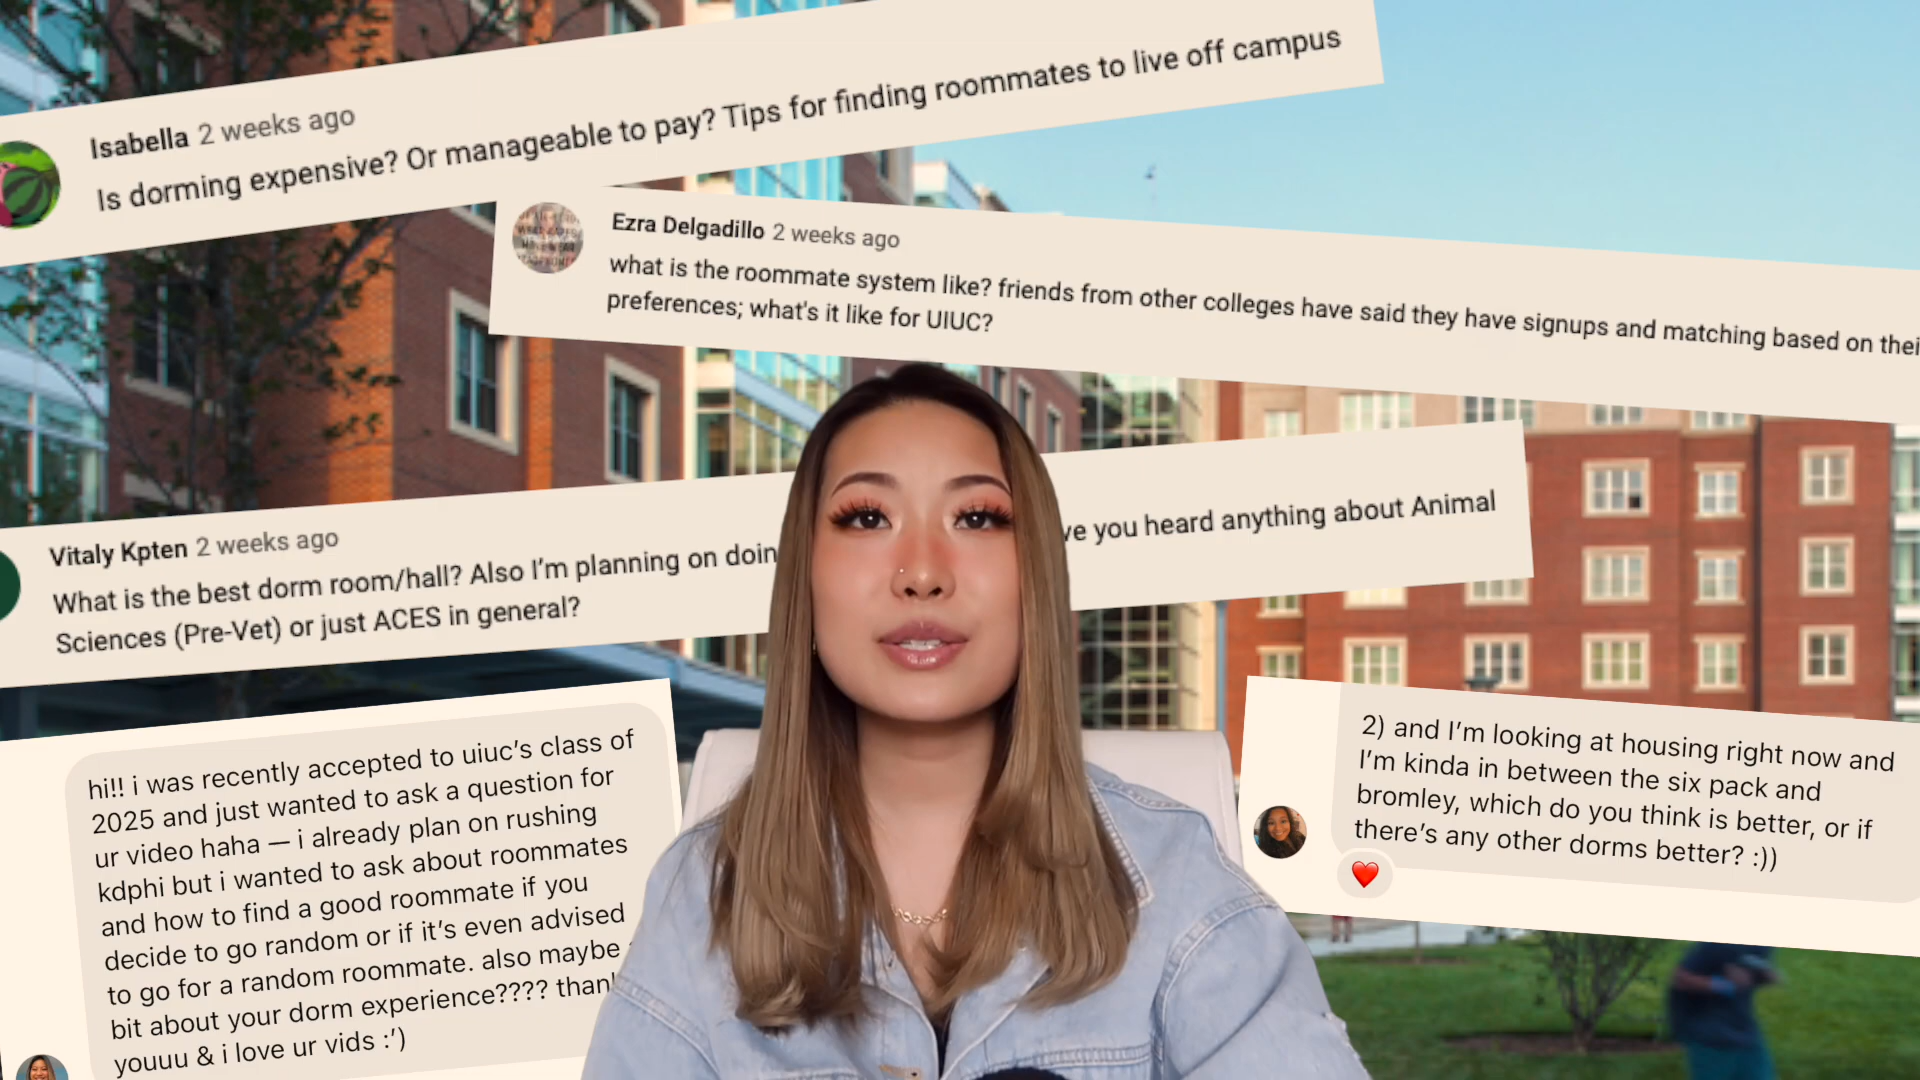 Isabella 2 weeks ago
Is dorming expensive? Or manageable to pay? Tips for finding roommates to live off campus
Ezra Delgadillo 2 weeks ago
what is the roommate system like? friends from other colleges have said they have signups and matching based on thei
preferences; what's it like for UIUC?
Vitaly Kpten 2 weeks ago
What is the best dorm room/hall? Also I'm planning on doin ve you heard anything about Animal
Sciences (Pre-Vet) or just ACES in general?
hi!! i was recently accepted to uiuc's class of
2025 and just wanted to ask a question for
ur video haha — i already plan on rushing
kdphi but i wanted to ask about roommates
and how to find a good roommate if you
decide to go random or if it's even advised
to go for a random roommate. also maybe
bit about your dorm experience???? than
youuu & i love ur vids :')
2) and I'm looking at housing right now and
I'm kinda in between the six pack and
bromley, which do you think is better, or if
there's any other dorms better? :))